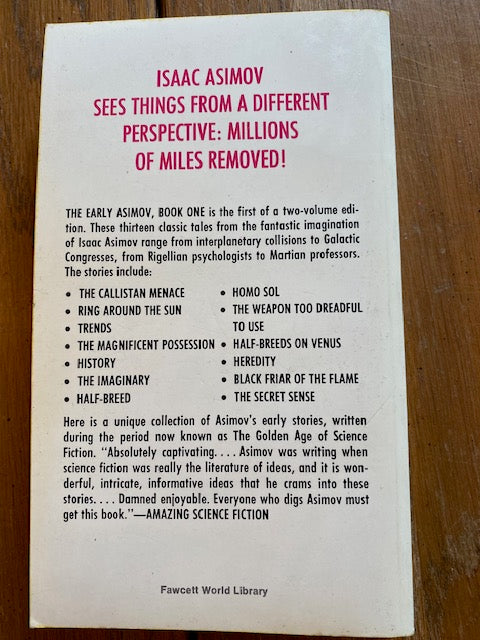 ISAAC ASIMOV
SEES THINGS FROM A DIFFERENT
PERSPECTIVE: MILLIONS
OF MILES REMOVED!
THE EARLY ASIMOV, BOOK ONE is the first of a two-volume edi-
tion. These thirteen classic tales from the fantastic imagination
of Isaac Asimov range from interplanetary collisions to Galactic
Congresses, from Rigellian psychologists to Martian professors.
The stories include:
• THE CALLISTAN MENACE
• RING AROUND THE SUN
• TRENDS
• THE MAGNIFICENT POSSESSION
• HISTORY
• THE IMAGINARY
• HALF-BREED
• HOMO SOL
• THE WEAPON TOO DREADFUL
TO USE
• HALF-BREEDS ON VENUS
• HEREDITY
• BLACK FRIAR OF THE FLAME
• THE SECRET SENSE
Here is a unique collection of Asimov's early stories, written
during the period now known as The Golden Age of Science
Fiction. "Absolutely captivating. . . . Asimov was writing when
science fiction was really the literature of ideas, and it is won-
derful, intricate, informative ideas that he crams into these
stories. . . . Damned enjoyable. Everyone who digs Asimov must
get this book."—AMAZING SCIENCE FICTION
Fawcett World Library